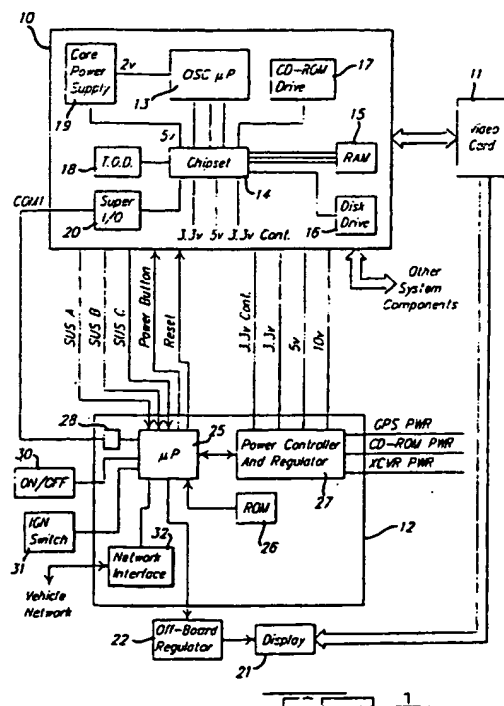 10
Core
Power
Supply
19
2v
OSC µP
13
CD-ROM
Drive
17
11
Video
Card
5v
18
T.O.D.
Chipset
14
15
RAM
COM1
20
Super
I/O
3.3v 5v 3.3v Cont.
16
Disk
Drive
Other
System
Components
SUS A
SUS B
SUS C
Power Button
Reset
3.3v Cont.
3.3v
5v
10v
28
30
ON/OFF
µP
25
Power Controller
And Regulator
27
GPS PWR
CD-ROM PWR
XCVR PWR
IGN
Switch
31
ROM
26
12
32
Network
Interface
Vehicle
Network
22
Off-Board
Regulator
Display
21